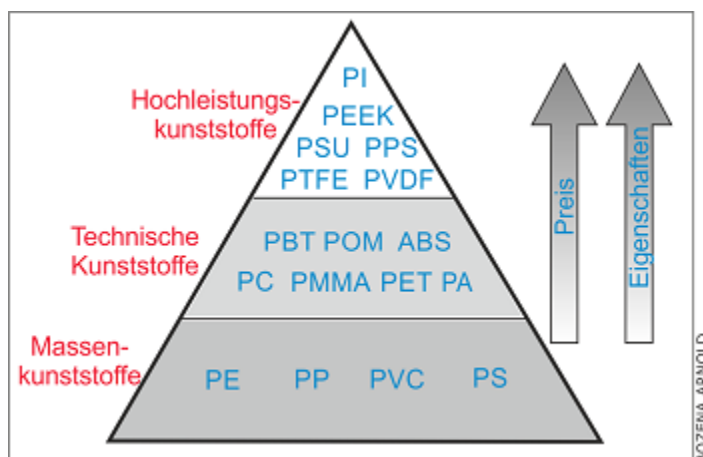 PI
Hochleistungs-
kunststoffe
PEEK
PSU PPS
PTFE PVDF
Technische
Kunststoffe
PBT POM ABS
PC PMMA PET PA
Massen-
kunststoffe
PE PP PVC PS
Preis
Eigenschaften
ARNOLD